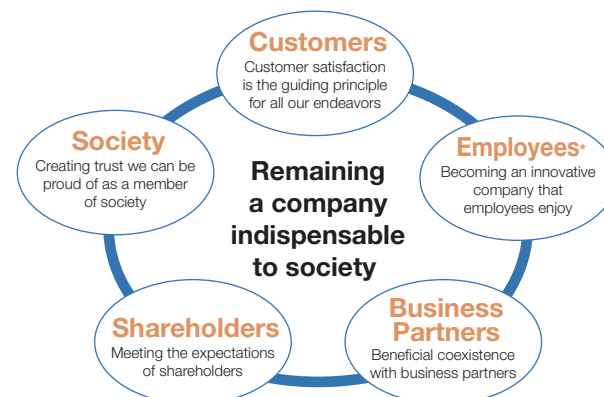 Customers
Customer satisfaction
is the guiding principle
for all our endeavors
Society
Creating trust we can be
proud of as a member
of society
Employees*
Becoming an innovative
company that
employees enjoy
Remaining
a company
indispensable
to society
Shareholders
Meeting the expectations
of shareholders
Business
Partners
Beneficial coexistence
with business partners